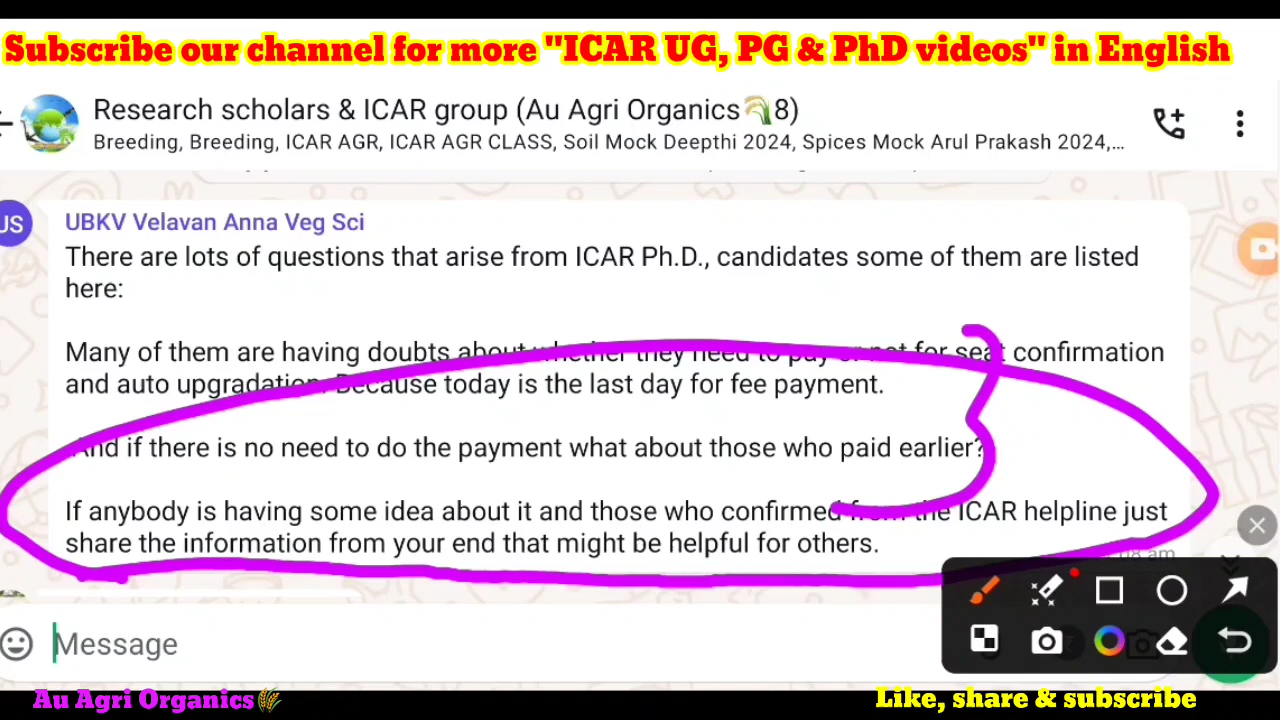 Subscribe our channel for more "ICAR UG, PG & PhD videos" in English
Research scholars & ICAR group (Au Agri Organics🌾8)
Breeding, Breeding, ICAR AGR, ICAR AGR CLASS, Soil Mock Deepthi 2024, Spices Mock Arul Prakash 2024,...
JS
UBKV Velavan Anna Veg Sci
There are lots of questions that arise from ICAR Ph.D., candidates some of them are listed
here:
Many of them are having doubts about whether they need to pay or not for seat confirmation
and auto upgradation. Because today is the last day for fee payment.
And if there is no need to do the payment what about those who paid earlier?
If anybody is having some idea about it and those who confirmed from the ICAR helpline just
share the information from your end that might be helpful for others.
am
Message
Au Agri Organics🌾
Like, share & subscribe